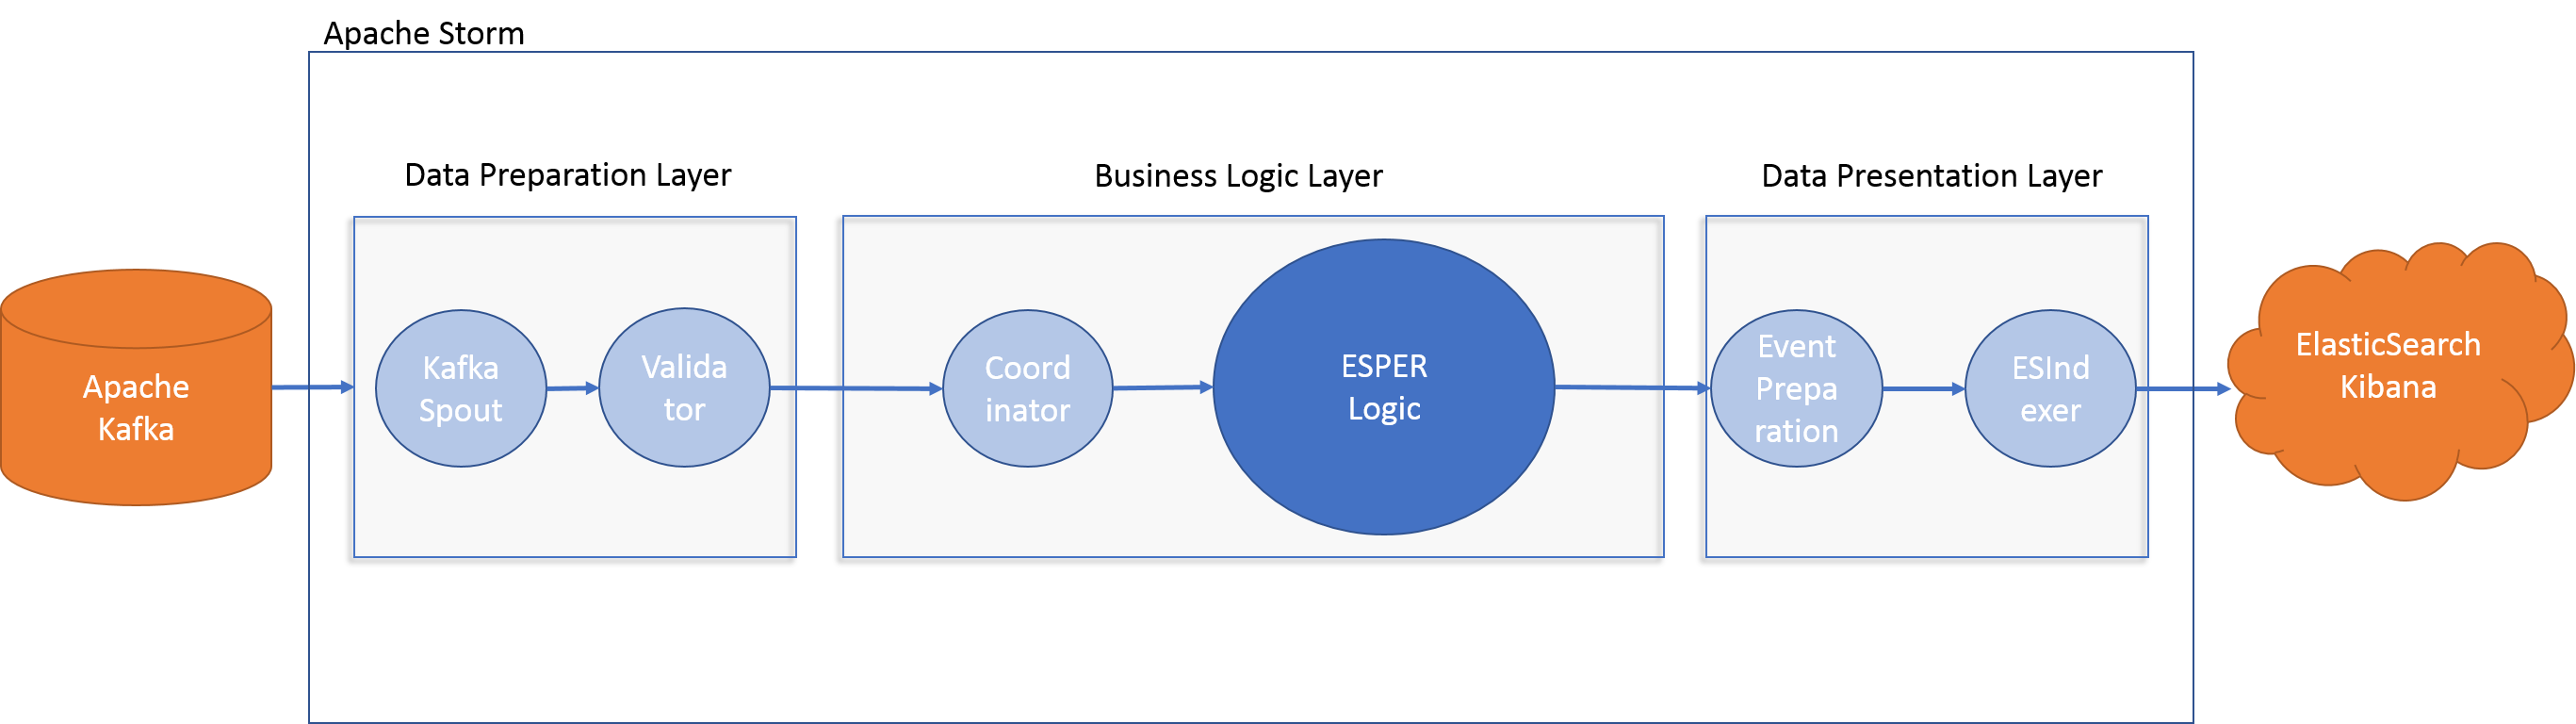 Apache Storm
Data Preparation Layer
Business Logic Layer
Data Presentation Layer
Apache
Kafka
Kafka
Spout
Valida
tor
Coord
inator
ESPER
Logic
Event
Prepa
ration
ESInd
exer
ElasticSearch
Kibana